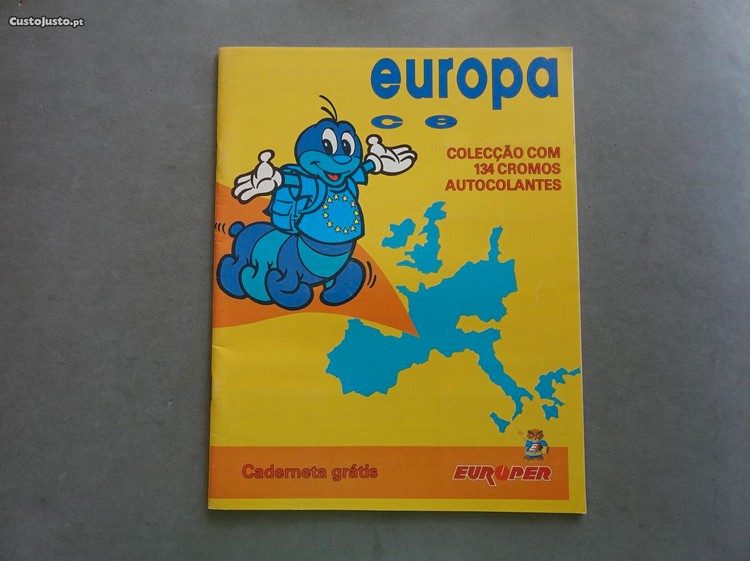 CustoJusto.pt
europa
ce
COLECÇÃO COM
134 CROMOS
AUTOCOLANTES
Caderneta grátis
EUROPER